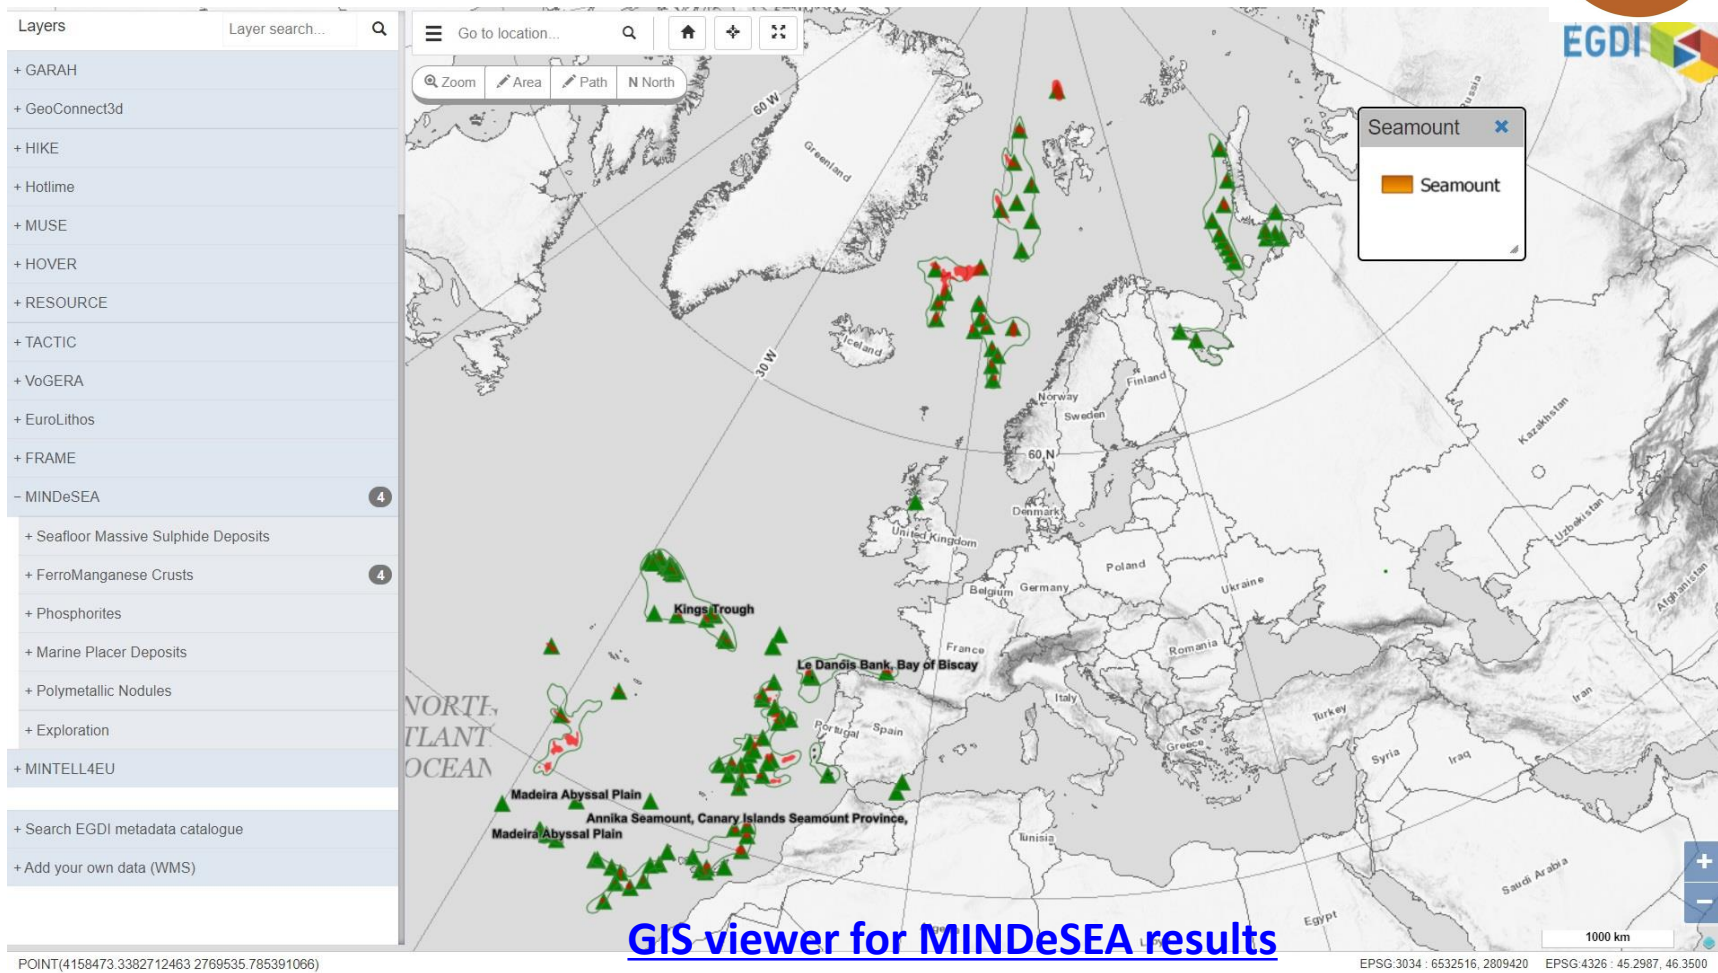 Layers
Layer search...
Go to location...
EGDI
+ GARAH
Zoom
Area
Path
N North
+ GeoConnect3d
60 W
Russia
Seamount
+ HIKE
Greenland
Seamount
+ Hotlime
+ MUSE
+ HOVER
+ RESOURCE
+ TACTIC
Iceland
30 W
+ VoGERA
Finland
Norway
Sweden
+ EuroLithos
Kazakhstan
+ FRAME
60 N
− MINDeSEA
4
Denmark
Uzbekistan
+ Seafloor Massive Sulphide Deposits
United Kingdom
Poland
+ FerroManganese Crusts
4
Belgium
Germany
Ukraine
Afghanistan
+ Phosphorites
Kings Trough
+ Marine Placer Deposits
France
Romania
Le Danois Bank, Bay of Biscay
+ Polymetallic Nodules
Italy
Iran
NORTH
Turkey
+ Exploration
TLANT
Portugal
Spain
Greece
Syria
Iraq
+ MINTELL4EU
OCEAN
Madeira Abyssal Plain
Annika Seamount, Canary Islands Seamount Province,
+ Search EGDI metadata catalogue
Madeira Abyssal Plain
Tunisia
+ Add your own data (WMS)
Saudi Arabia
Egypt
GIS viewer for MINDeSEA results
1000 km
POINT(4158473.3382712463 2769535.785391066)
EPSG:3034 : 6532516, 2809420
EPSG:4326 : 45.2987, 46.3500